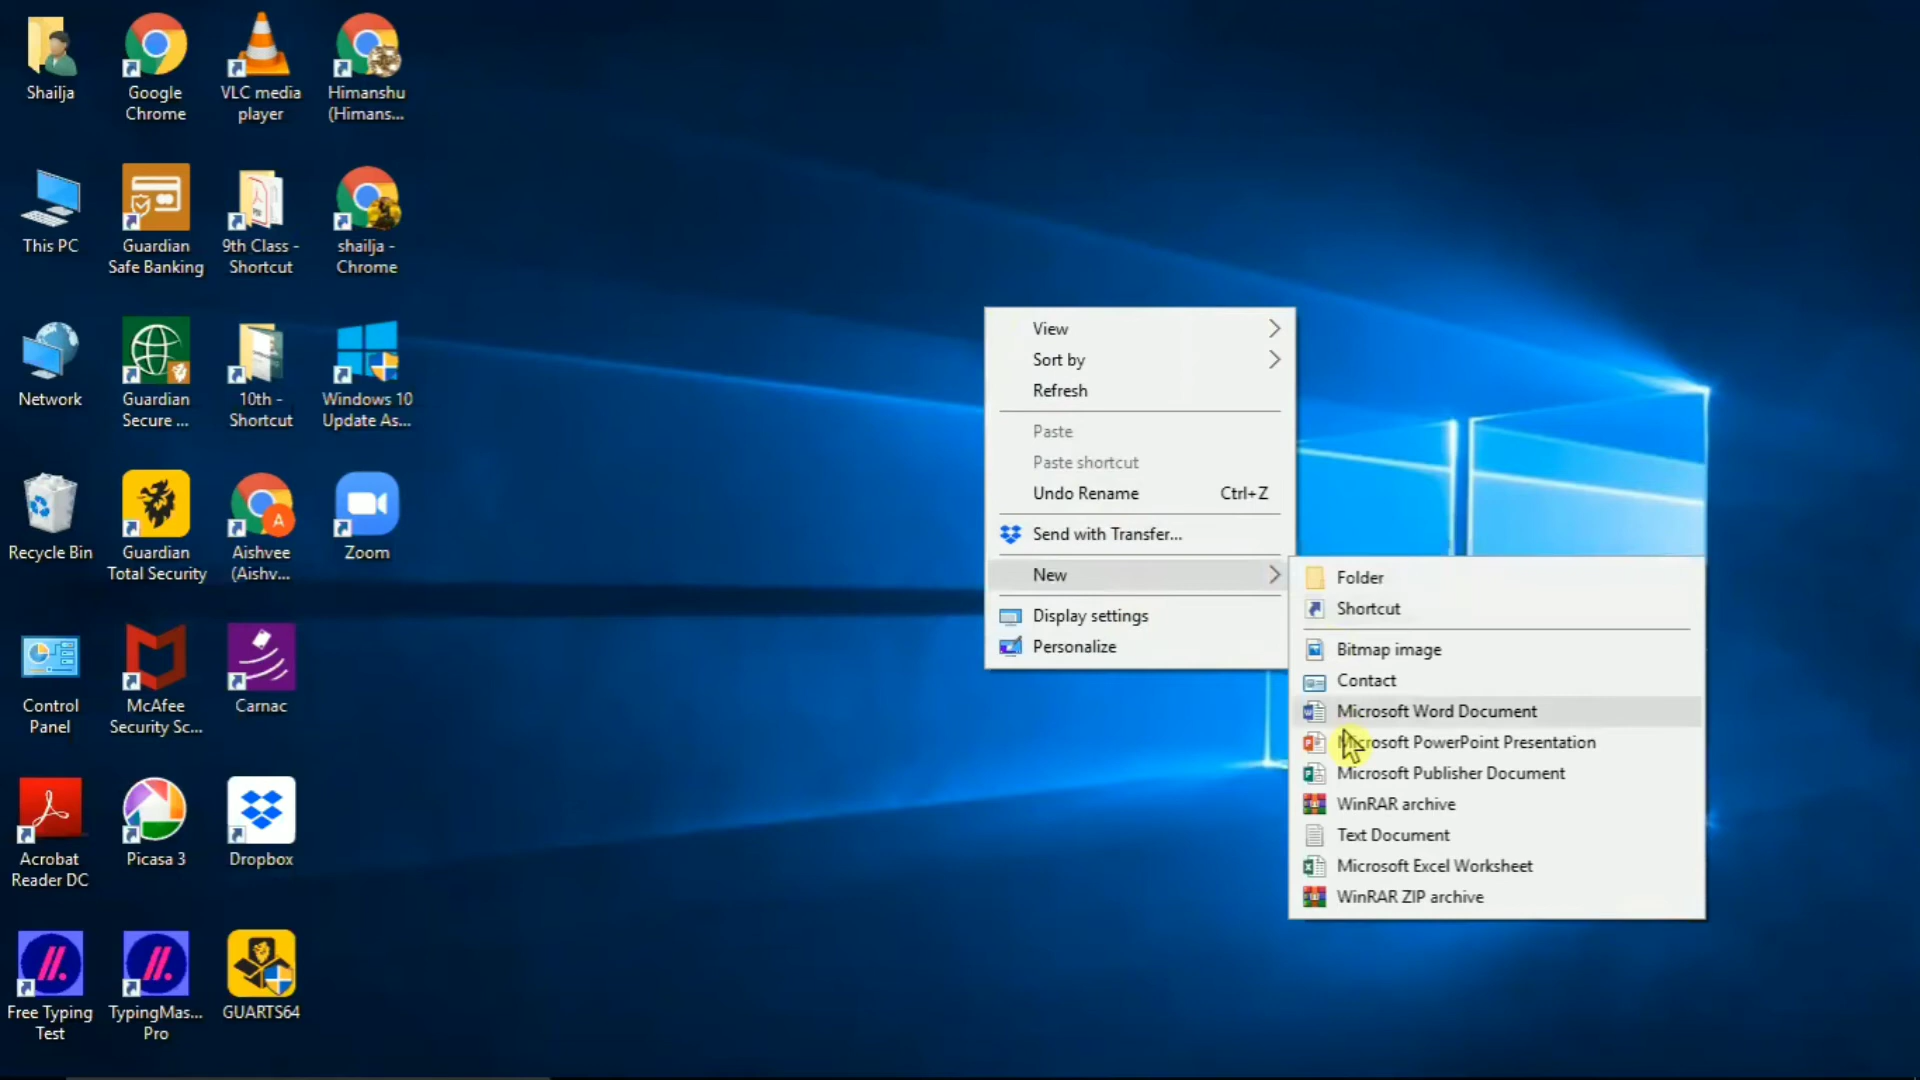 Shailja
Google
Chrome
VLC media
player
Himanshu
(Himans...
This PC
Guardian
Safe Banking
9th Class -
Shortcut
shailja -
Chrome
Network
Guardian
Secure ...
10th -
Shortcut
Windows 10
Update As...
Recycle Bin
Guardian
Total Security
Aishvee
(Aishv...
Zoom
Control
Panel
McAfee
Security Sc...
Carnac
Acrobat
Reader DC
Picasa 3
Dropbox
Free Typing
Test
TypingMas...
Pro
GUARTS64
View
Sort by
Refresh
Paste
Paste shortcut
Undo Rename Ctrl+Z
Send with Transfer...
New
Display settings
Personalize
Folder
Shortcut
Bitmap image
Contact
Microsoft Word Document
Microsoft PowerPoint Presentation
Microsoft Publisher Document
WinRAR archive
Text Document
Microsoft Excel Worksheet
WinRAR ZIP archive